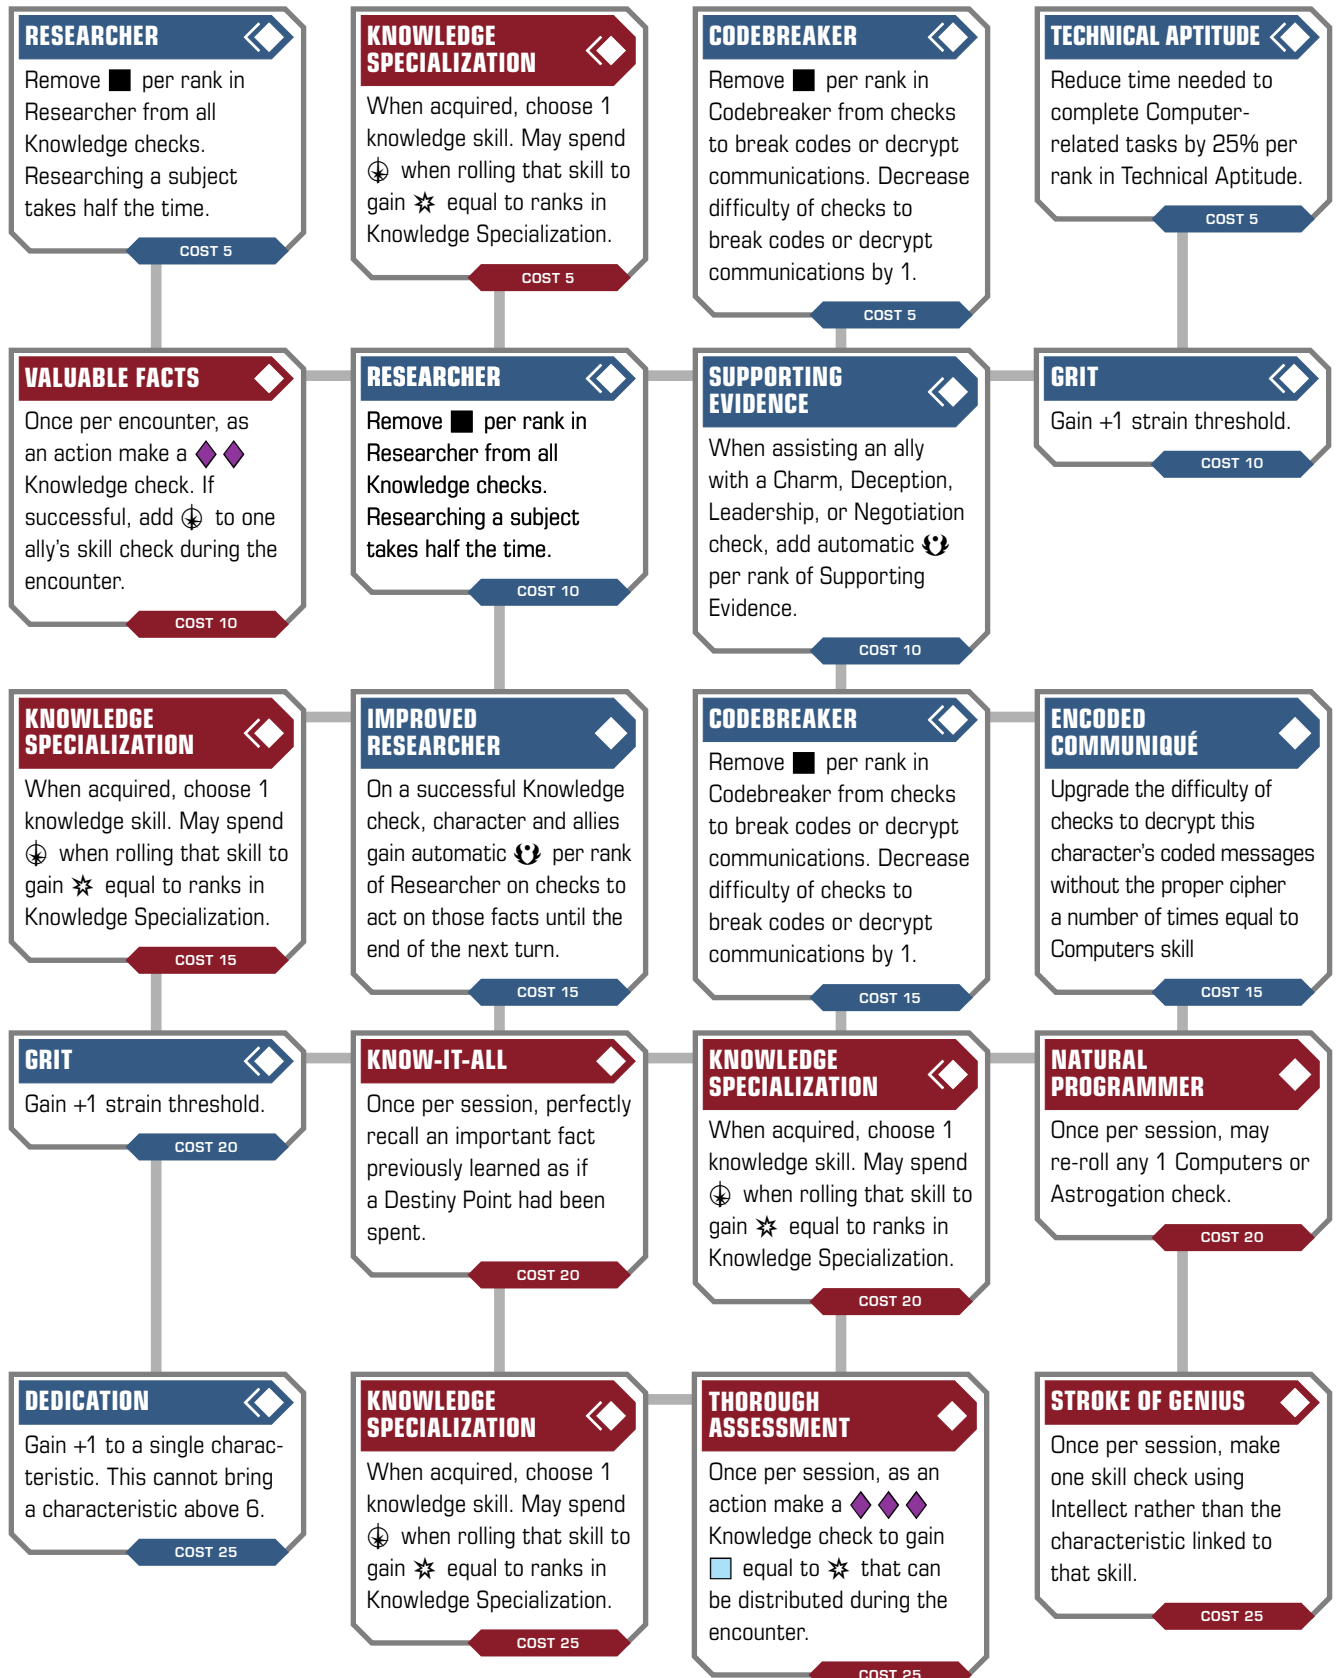 RESEARCHER
Remove per rank in
Researcher from all
Knowledge checks.
Researching a subject
takes half the time.
COST 5
KNOWLEDGE
SPECIALIZATION
When acquired, choose 1
knowledge skill. May spend
when rolling that skill to
gain equal to ranks in
Knowledge Specialization.
COST 5
CODEBREAKER
Remove per rank in
Codebreaker from checks
to break codes or decrypt
communications. Decrease
difficulty of checks to
break codes or decrypt
communications by 1.
COST 5
TECHNICAL APTITUDE
Reduce time needed to
complete Computer-
related tasks by 25% per
rank in Technical Aptitude.
COST 5
VALUABLE FACTS
Once per encounter, as
an action make a
Knowledge check. If
successful, add to one
ally's skill check during the
encounter.
COST 10
RESEARCHER
Remove per rank in
Researcher from all
Knowledge checks.
Researching a subject
takes half the time.
COST 10
SUPPORTING
EVIDENCE
When assisting an ally
with a Charm, Deception,
Leadership, or Negotiation
check, add automatic
per rank of Supporting
Evidence.
COST 10
GRIT
Gain +1 strain threshold.
COST 10
KNOWLEDGE
SPECIALIZATION
When acquired, choose 1
knowledge skill. May spend
when rolling that skill to
gain equal to ranks in
Knowledge Specialization.
COST 15
IMPROVED
RESEARCHER
On a successful Knowledge
check, character and allies
gain automatic per rank
of Researcher on checks to
act on those facts until the
end of the next turn.
COST 15
CODEBREAKER
Remove per rank in
Codebreaker from checks
to break codes or decrypt
communications. Decrease
difficulty of checks to
break codes or decrypt
communications by 1.
COST 15
ENCODED
COMMUNIQUÉ
Upgrade the difficulty of
checks to decrypt this
character's coded messages
without the proper cipher
a number of times equal to
Computers skill
COST 15
GRIT
Gain +1 strain threshold.
COST 20
KNOW-IT-ALL
Once per session, perfectly
recall an important fact
previously learned as if
a Destiny Point had been
spent.
COST 20
KNOWLEDGE
SPECIALIZATION
When acquired, choose 1
knowledge skill. May spend
when rolling that skill to
gain equal to ranks in
Knowledge Specialization.
COST 20
NATURAL
PROGRAMMER
Once per session, may
re-roll any 1 Computers or
Astrogation check.
COST 20
DEDICATION
Gain +1 to a single charac-
teristic. This cannot bring
a characteristic above 6.
COST 25
KNOWLEDGE
SPECIALIZATION
When acquired, choose 1
knowledge skill. May spend
when rolling that skill to
gain equal to ranks in
Knowledge Specialization.
COST 25
THOROUGH
ASSESSMENT
Once per session, as an
action make a
Knowledge check to gain
equal to that can
be distributed during the
encounter.
COST 25
STROKE OF GENIUS
Once per session, make
one skill check using
Intellect rather than the
characteristic linked to
that skill.
COST 25